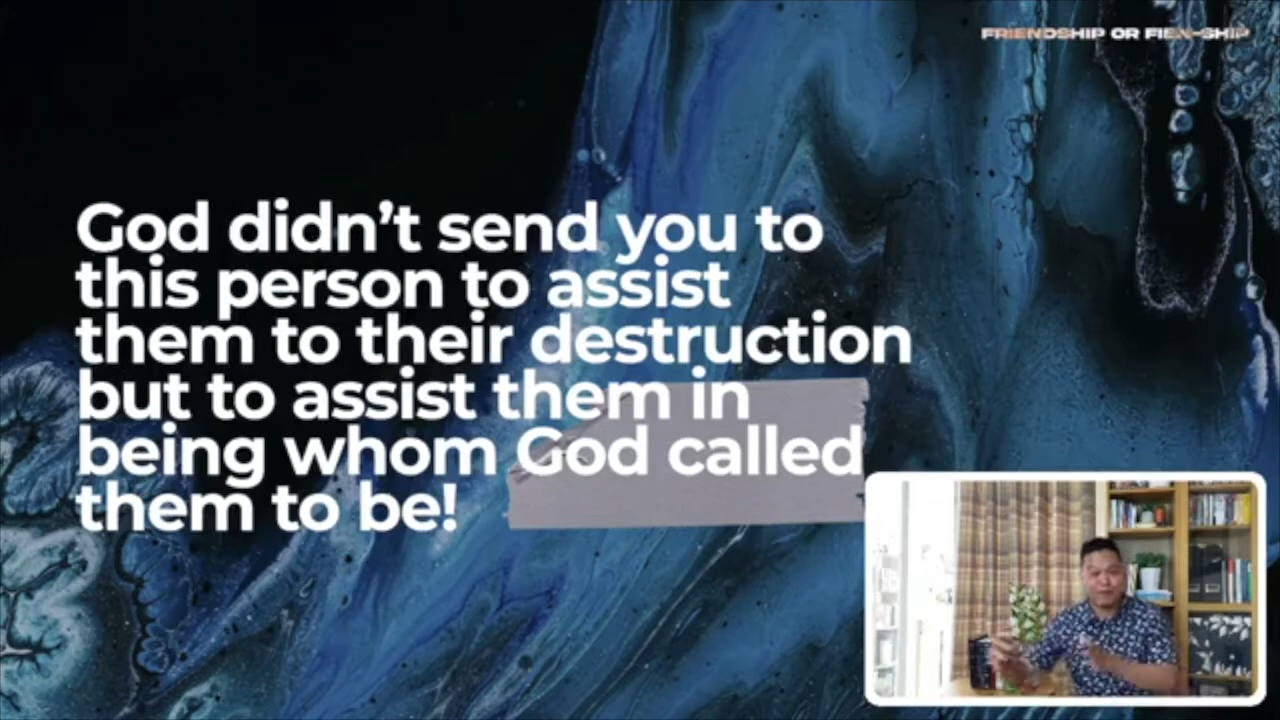 FRIENDSHIP OR FIEN-SHIP
God didn’t send you to
this person to assist
them to their destruction
but to assist them in
being whom God called
them to be!